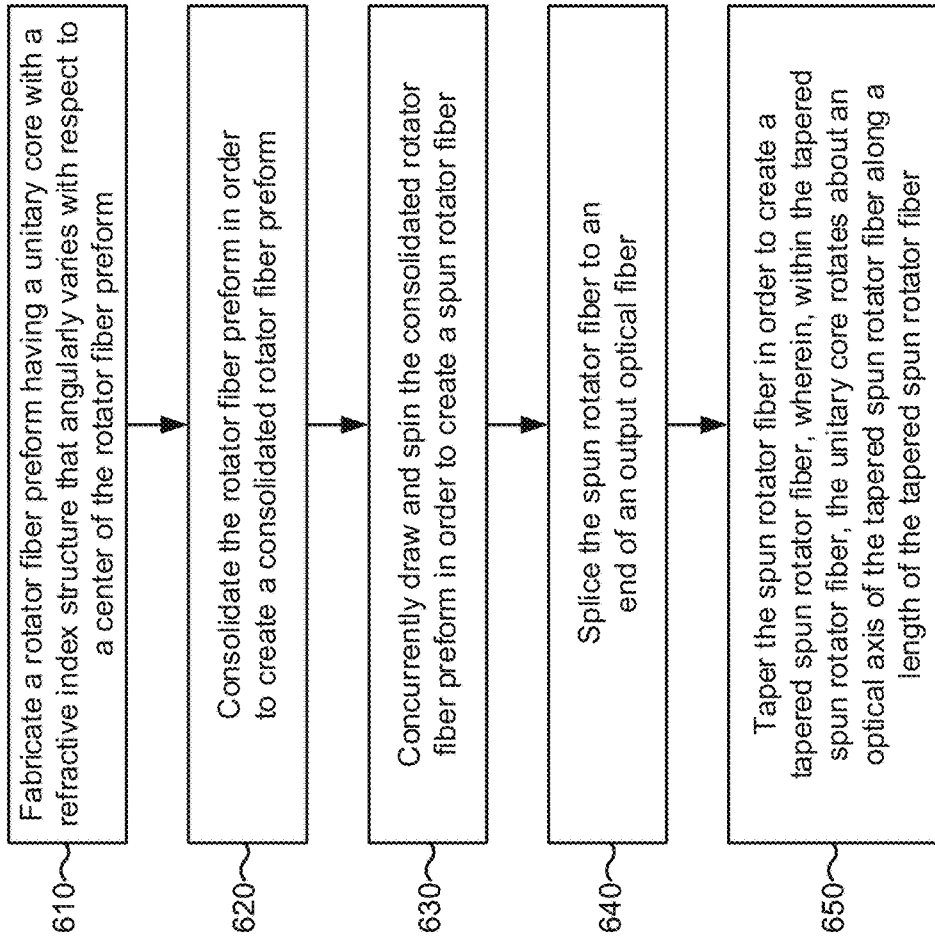 610
Fabricate a rotator fiber preform having a unitary core with a
refractive index structure that angularly varies with respect to
a center of the rotator fiber preform
620
Consolidate the rotator fiber preform in order
to create a consolidated rotator fiber preform
630
Concurrently draw and spin the consolidated rotator
fiber preform in order to create a spun rotator fiber
640
Splice the spun rotator fiber to an
end of an output optical fiber
650
Taper the spun rotator fiber in order to create a
tapered spun rotator fiber, wherein, within the tapered
spun rotator fiber, the unitary core rotates about an
optical axis of the tapered spun rotator fiber along a
length of the tapered spun rotator fiber